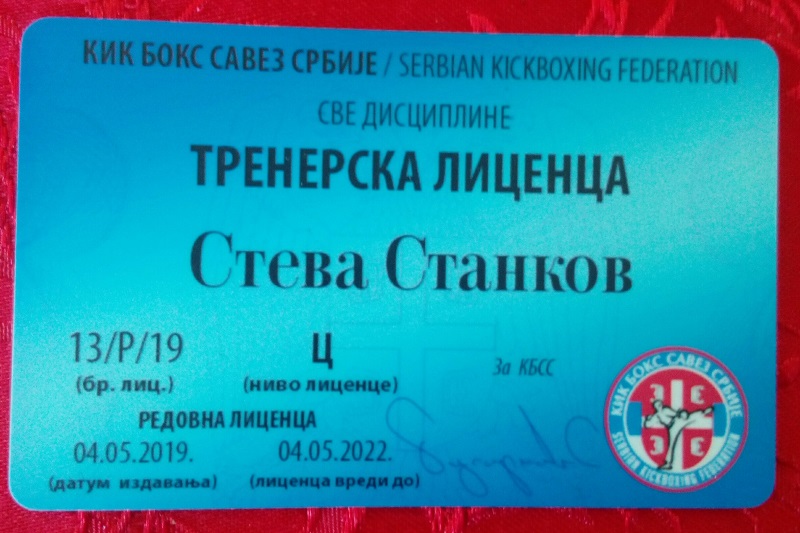 КИК БОКС САВЕЗ СРБИЈЕ / SERBIAN KICKBOXING FEDERATION
СВЕ ДИСЦИПЛИНЕ
ТРЕНЕРСКА ЛИЦЕНЦА
Стева Станков
13/Р/19 Ц За КБСС
(бр. лиц.) (ниво лиценце)
РЕДОВНА ЛИЦЕНЦА
04.05.2019. 04.05.2022.
(датум издавања) (лиценца вреди до)
КИК БОКС САВЕЗ СРБИЈЕ
SERBIAN KICKBOXING FEDERATION